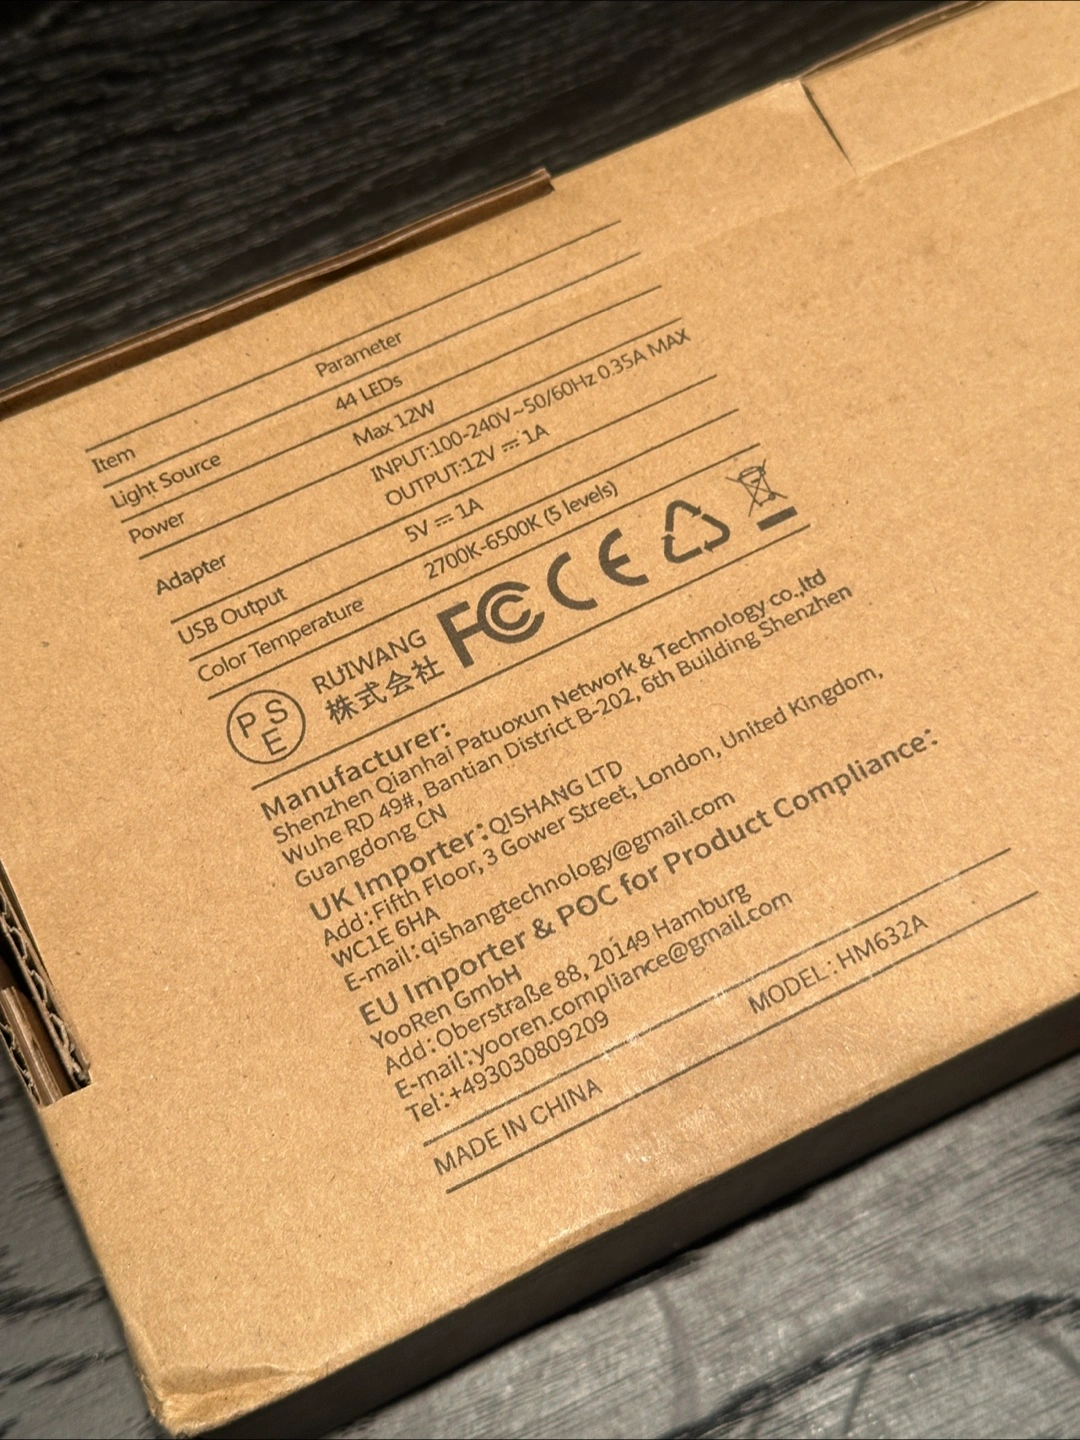 Item Parameter
Light Source 44 LEDs
Power Max 12W
Adapter INPUT:100-240V~50/60Hz 0.35A MAX
OUTPUT:12V ⎓ 1A
USB Output 5V ⎓ 1A
Color Temperature 2700K-6500K (5 levels)
PSE RUIWANG FC CE
株式会社
Manufacturer:
Shenzhen Qianhai Patuoxun Network & Technology co.,ltd
Wuhe RD 49#, Bantian District B-202, 6th Building Shenzhen
Guangdong CN
UK Importer:QISHANG LTD
Add:Fifth Floor, 3 Gower Street, London, United Kingdom,
WC1E 6HA
E-mail:qishangtechnology@gmail.com
EU Importer & POC for Product Compliance:
YooRen GmbH
Add:Oberstraße 88, 20149 Hamburg
E-mail:yooren.compliance@gmail.com
Tel:+493030809209
MADE IN CHINA MODEL:HM632A